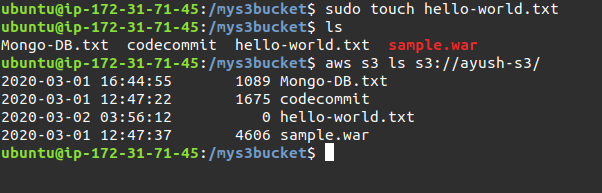 ubuntu@ip-172-31-71-45:/mys3bucket$ sudo touch hello-world.txt
ubuntu@ip-172-31-71-45:/mys3bucket$ ls
Mongo-DB.txt  codecommit  hello-world.txt  sample.war
ubuntu@ip-172-31-71-45:/mys3bucket$ aws s3 ls s3://ayush-s3/
2020-03-01 16:44:55       1089 Mongo-DB.txt
2020-03-01 12:47:22       1675 codecommit
2020-03-02 03:56:12          0 hello-world.txt
2020-03-01 12:47:37       4606 sample.war
ubuntu@ip-172-31-71-45:/mys3bucket$